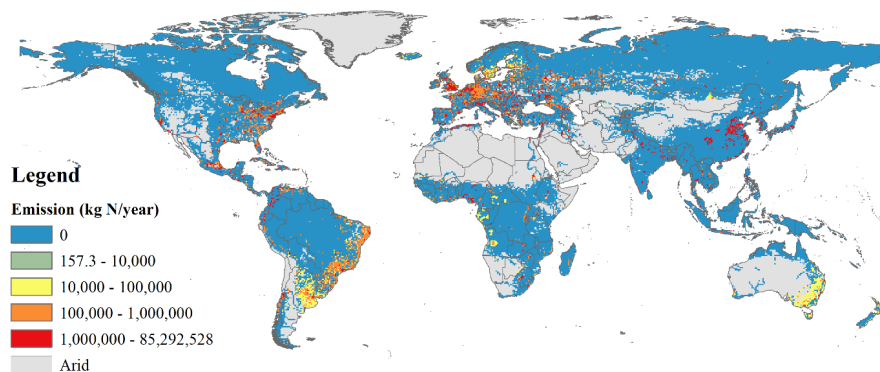 Legend
Emission (kg N/year)
0
157.3 - 10,000
10,000 - 100,000
100,000 - 1,000,000
1,000,000 - 85,292,528
Arid